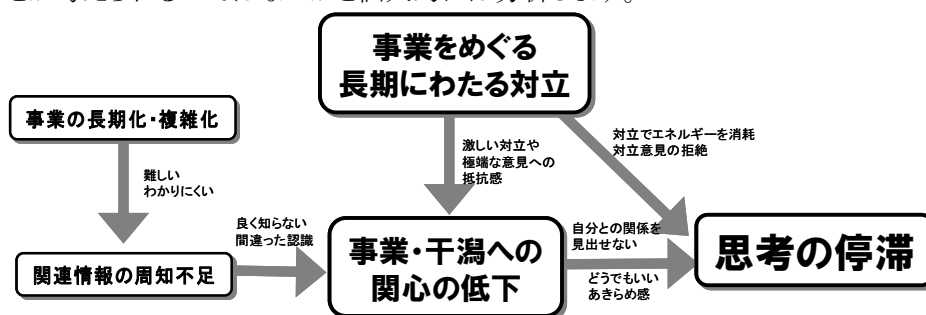 事業をめぐる
長期にわたる対立
事業の長期化・複雑化
対立でエネルギーを消耗
対立意見の拒絶
激しい対立や
極端な意見への
抵抗感
難しい
わかりにくい
良く知らない
間違った認識
自分との関係を
見出せない
関連情報の周知不足
事業・干潟への
関心の低下
思考の停滞
どうでもいい
あきらめ感